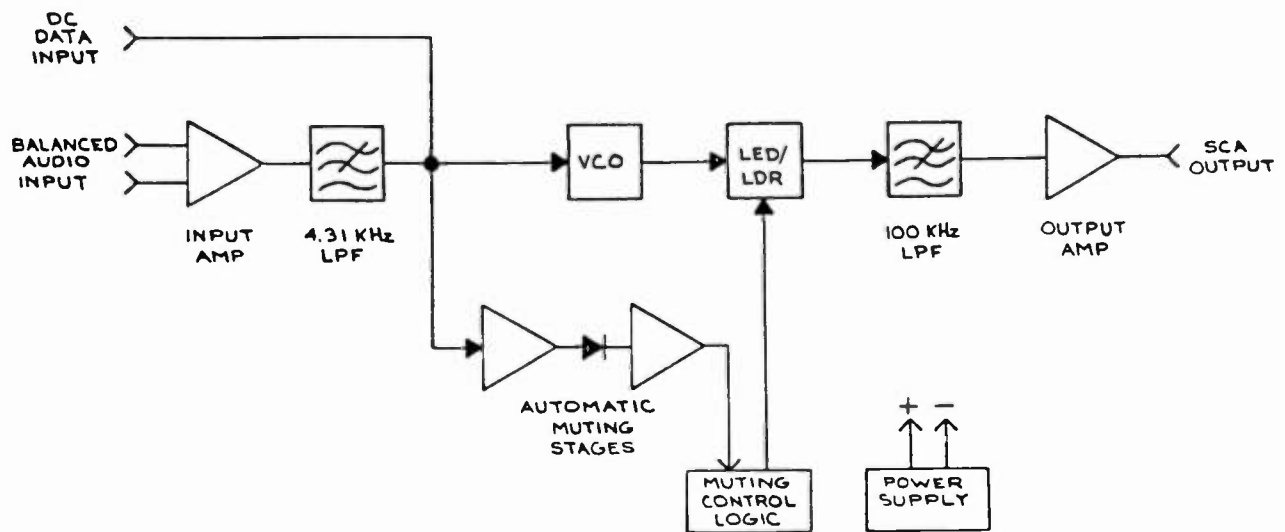 DC
DATA
INPUT
BALANCED
AUDIO
INPUT
INPUT
AMP
4.31 KHz
LPF
VCO
LED/
LDR
100 KHz
LPF
OUTPUT
AMP
SCA
OUTPUT
AUTOMATIC
MUTING
STAGES
MUTING
CONTROL
LOGIC
+ −
POWER
SUPPLY